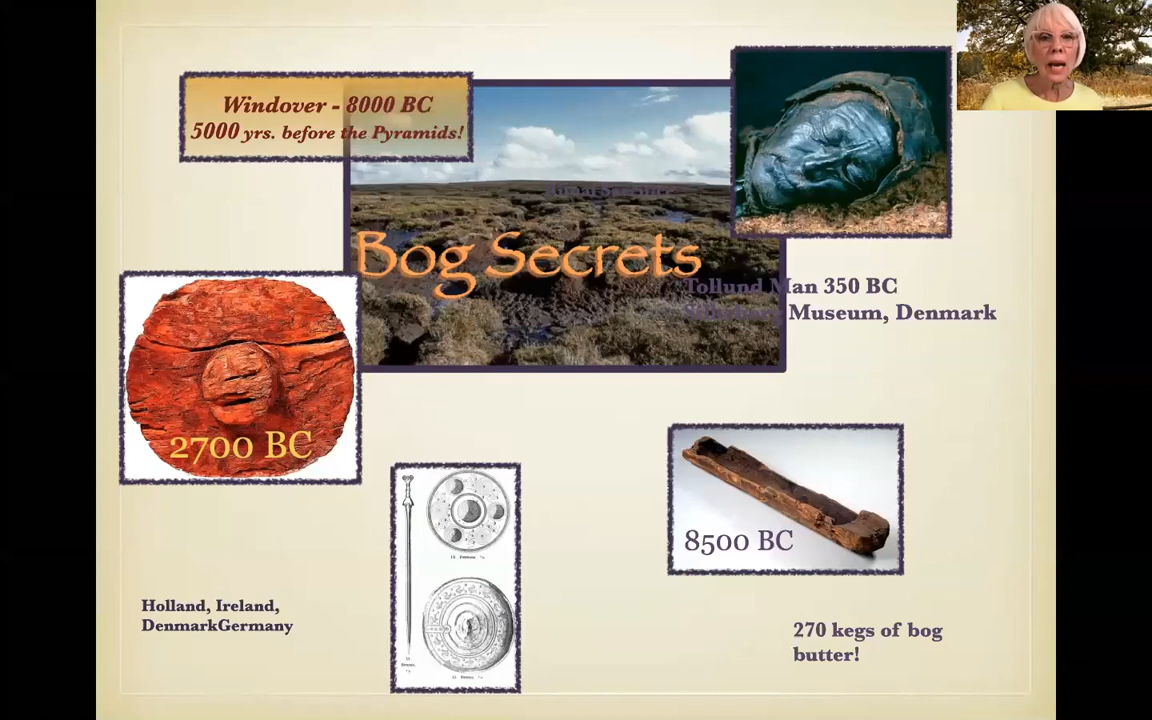 Windover - 8000 BC
5000 yrs. before the Pyramids!
Bog Secrets
Tollund Man 350 BC
Museum, Denmark
2700 BC
8500 BC
Holland, Ireland,
DenmarkGermany
270 kegs of bog
butter!